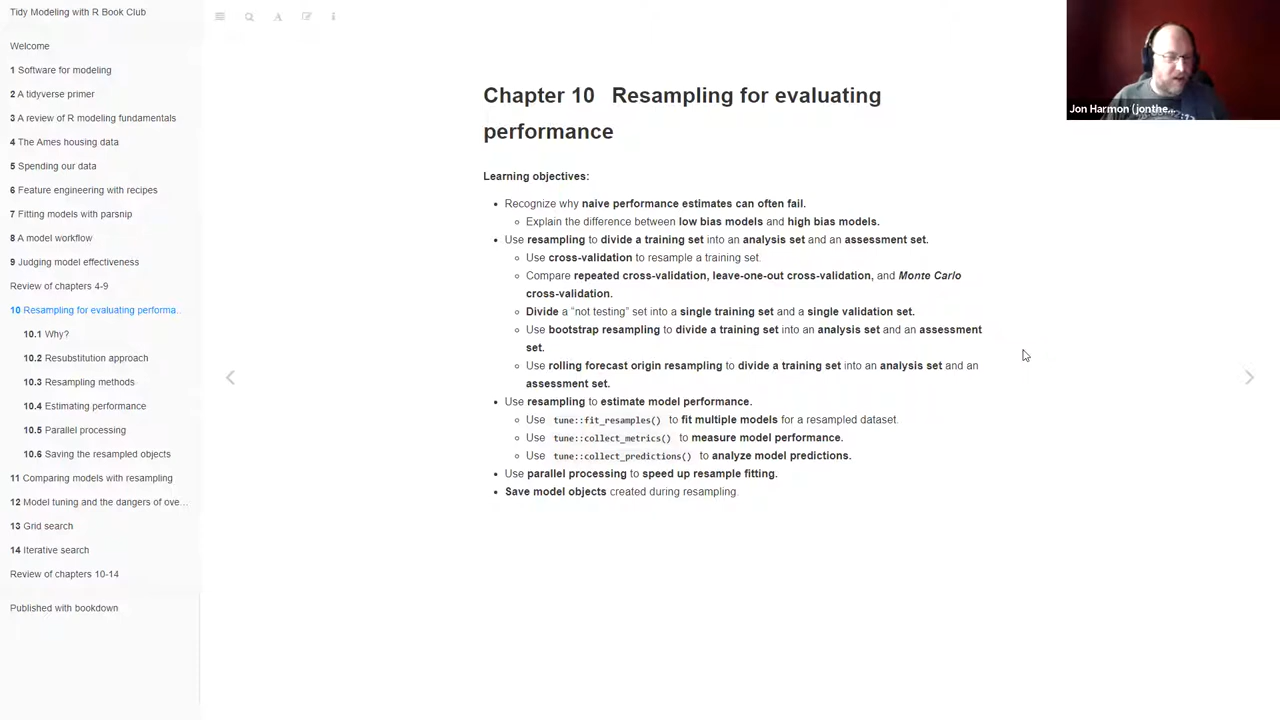 Tidy Modeling with R Book Club
Welcome
1 Software for modeling
2 A tidyverse primer
3 A review of R modeling fundamentals
4 The Ames housing data
5 Spending our data
6 Feature engineering with recipes
7 Fitting models with parsnip
8 A model workflow
9 Judging model effectiveness
Review of chapters 4-9
10 Resampling for evaluating performa...
10.1 Why?
10.2 Resubstitution approach
10.3 Resampling methods
10.4 Estimating performance
10.5 Parallel processing
10.6 Saving the resampled objects
11 Comparing models with resampling
12 Model tuning and the dangers of ove...
13 Grid search
14 Iterative search
Review of chapters 10-14
Published with bookdown
Chapter 10 Resampling for evaluating
performance
Learning objectives:
• Recognize why naive performance estimates can often fail.
◦ Explain the difference between low bias models and high bias models.
• Use resampling to divide a training set into an analysis set and an assessment set.
◦ Use cross-validation to resample a training set.
◦ Compare repeated cross-validation, leave-one-out cross-validation, and Monte Carlo
cross-validation.
◦ Divide a "not testing" set into a single training set and a single validation set.
◦ Use bootstrap resampling to divide a training set into an analysis set and an assessment
set.
◦ Use rolling forecast origin resampling to divide a training set into an analysis set and an
assessment set.
• Use resampling to estimate model performance.
◦ Use tune::fit_resamples() to fit multiple models for a resampled dataset.
◦ Use tune::collect_metrics() to measure model performance.
◦ Use tune::collect_predictions() to analyze model predictions.
• Use parallel processing to speed up resample fitting.
• Save model objects created during resampling.
Jon Harmon (jonthe...